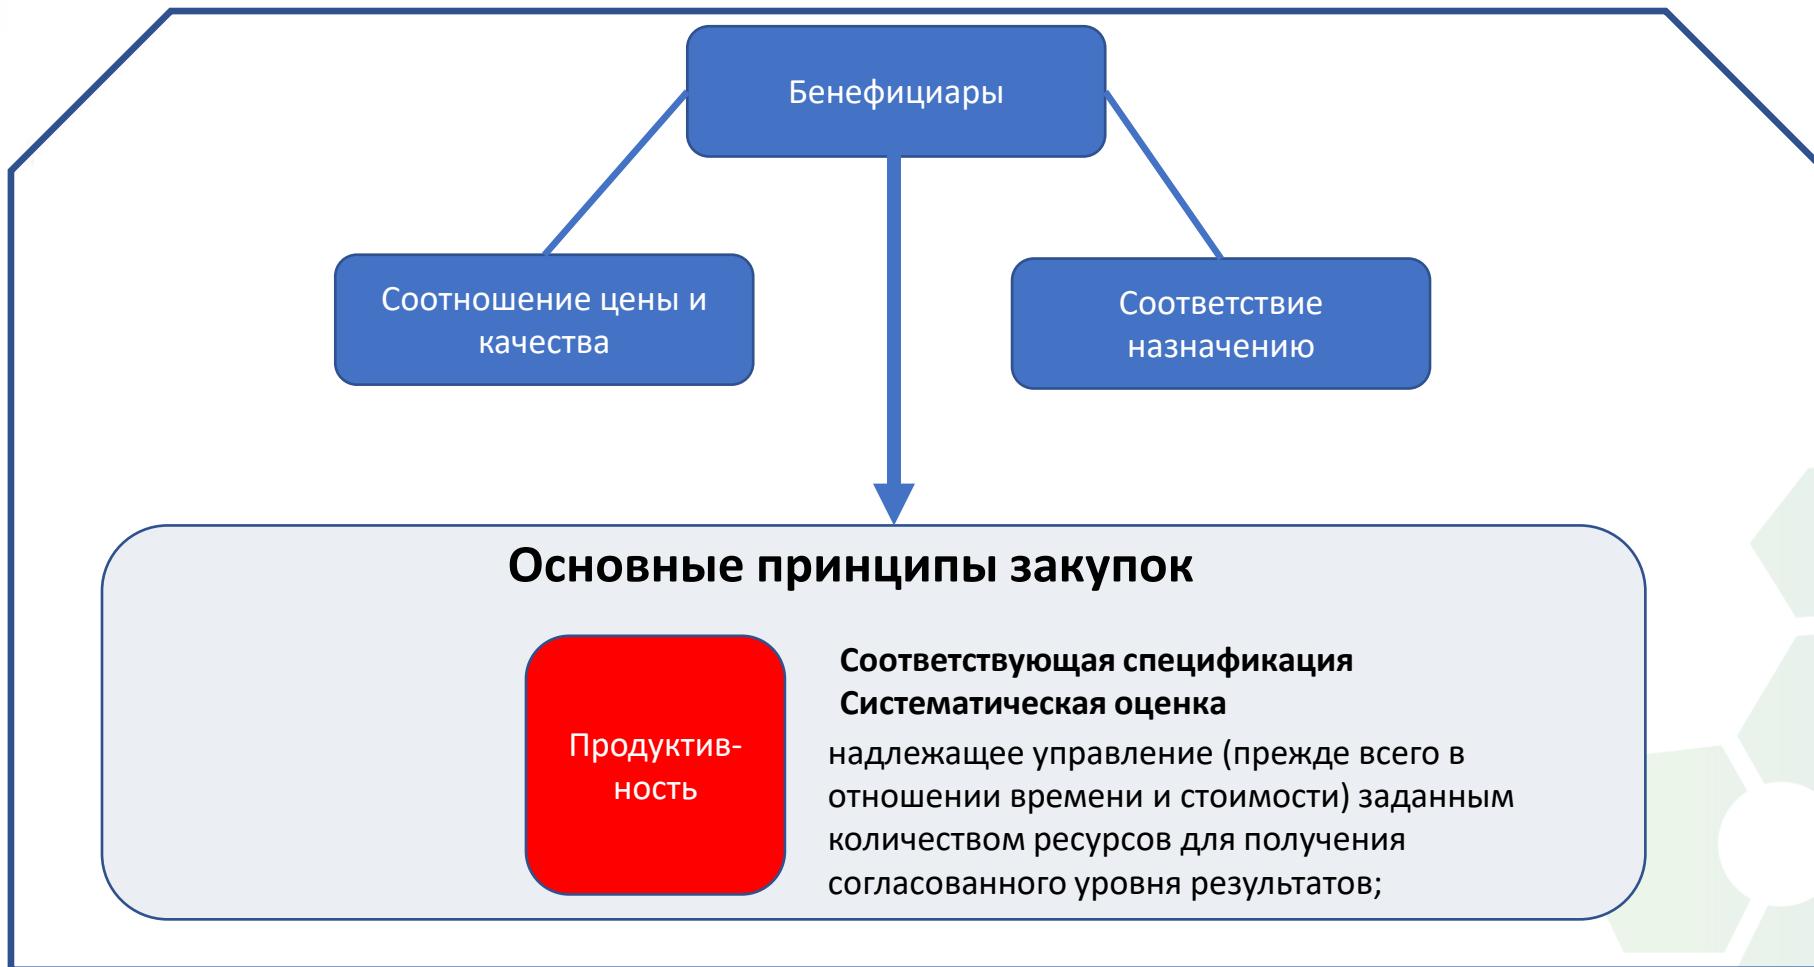 Бенефициары
Соотношение цены и
качества
Соответствие
назначению
Основные принципы закупок
Продуктив-
ность
Соответствующая спецификация
Систематическая оценка
надлежащее управление (прежде всего в
отношении времени и стоимости) заданным
количеством ресурсов для получения
согласованного уровня результатов;